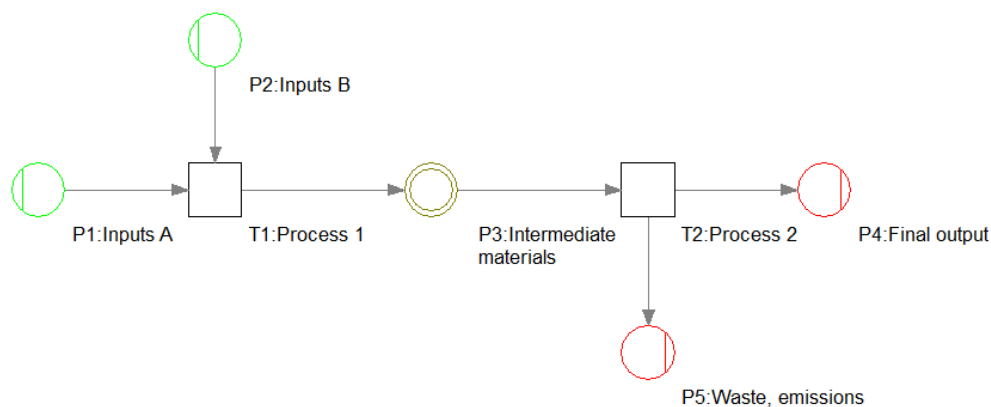 P2:Inputs B
P1:Inputs A
T1:Process 1
P3:Intermediate
materials
T2:Process 2
P4:Final output
P5:Waste, emissions